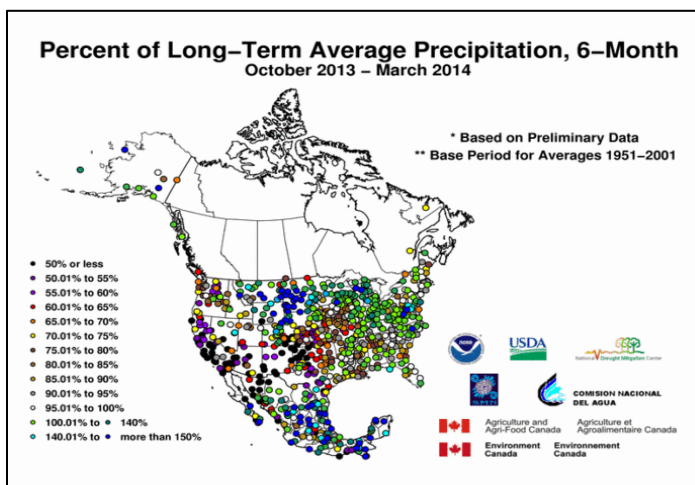 Percent of Long-Term Average Precipitation, 6-Month
October 2013 - March 2014
* Based on Preliminary Data
** Base Period for Averages 1951-2001
50% or less
50.01% to 55%
55.01% to 60%
60.01% to 65%
65.01% to 70%
70.01% to 75%
75.01% to 80%
80.01% to 85%
85.01% to 90%
90.01% to 95%
95.01% to 100%
100.01% to 140%
140.01% to more than 150%
USDA
National Drought Mitigation Center
COMISION NACIONAL
DEL AGUA
Agriculture and Agriculture et
Agri-Food Canada Agroalimentaire Canada
Environment Environnement
Canada Canada